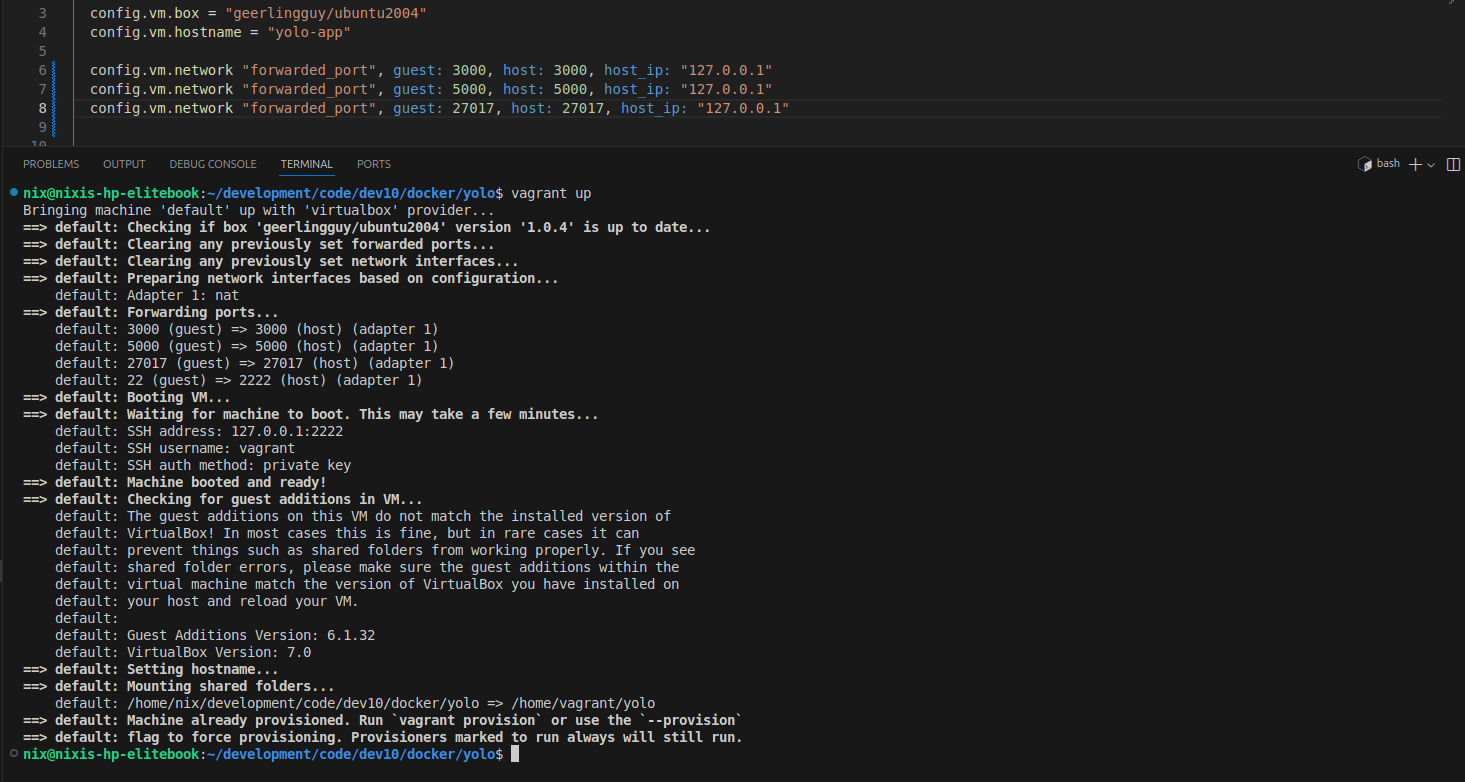 3 config.vm.box = "geerlingguy/ubuntu2004"
4 config.vm.hostname = "yolo-app"
5
6 config.vm.network "forwarded_port", guest: 3000, host: 3000, host_ip: "127.0.0.1"
7 config.vm.network "forwarded_port", guest: 5000, host: 5000, host_ip: "127.0.0.1"
8 config.vm.network "forwarded_port", guest: 27017, host: 27017, host_ip: "127.0.0.1"
9
10
PROBLEMS OUTPUT DEBUG CONSOLE TERMINAL PORTS bash
nix@nixis-hp-elitebook:~/development/code/dev10/docker/yolo$ vagrant up
Bringing machine 'default' up with 'virtualbox' provider...
==> default: Checking if box 'geerlingguy/ubuntu2004' version '1.0.4' is up to date...
==> default: Clearing any previously set forwarded ports...
==> default: Clearing any previously set network interfaces...
==> default: Preparing network interfaces based on configuration...
    default: Adapter 1: nat
==> default: Forwarding ports...
    default: 3000 (guest) => 3000 (host) (adapter 1)
    default: 5000 (guest) => 5000 (host) (adapter 1)
    default: 27017 (guest) => 27017 (host) (adapter 1)
    default: 22 (guest) => 2222 (host) (adapter 1)
==> default: Booting VM...
==> default: Waiting for machine to boot. This may take a few minutes...
    default: SSH address: 127.0.0.1:2222
    default: SSH username: vagrant
    default: SSH auth method: private key
==> default: Machine booted and ready!
==> default: Checking for guest additions in VM...
    default: The guest additions on this VM do not match the installed version of
    default: VirtualBox! In most cases this is fine, but in rare cases it can
    default: prevent things such as shared folders from working properly. If you see
    default: shared folder errors, please make sure the guest additions within the
    default: virtual machine match the version of VirtualBox you have installed on
    default: your host and reload your VM.
    default:
    default: Guest Additions Version: 6.1.32
    default: VirtualBox Version: 7.0
==> default: Setting hostname...
==> default: Mounting shared folders...
    default: /home/nix/development/code/dev10/docker/yolo => /home/vagrant/yolo
==> default: Machine already provisioned. Run `vagrant provision` or use the `--provision`
==> default: flag to force provisioning. Provisioners marked to run always will still run.
nix@nixis-hp-elitebook:~/development/code/dev10/docker/yolo$